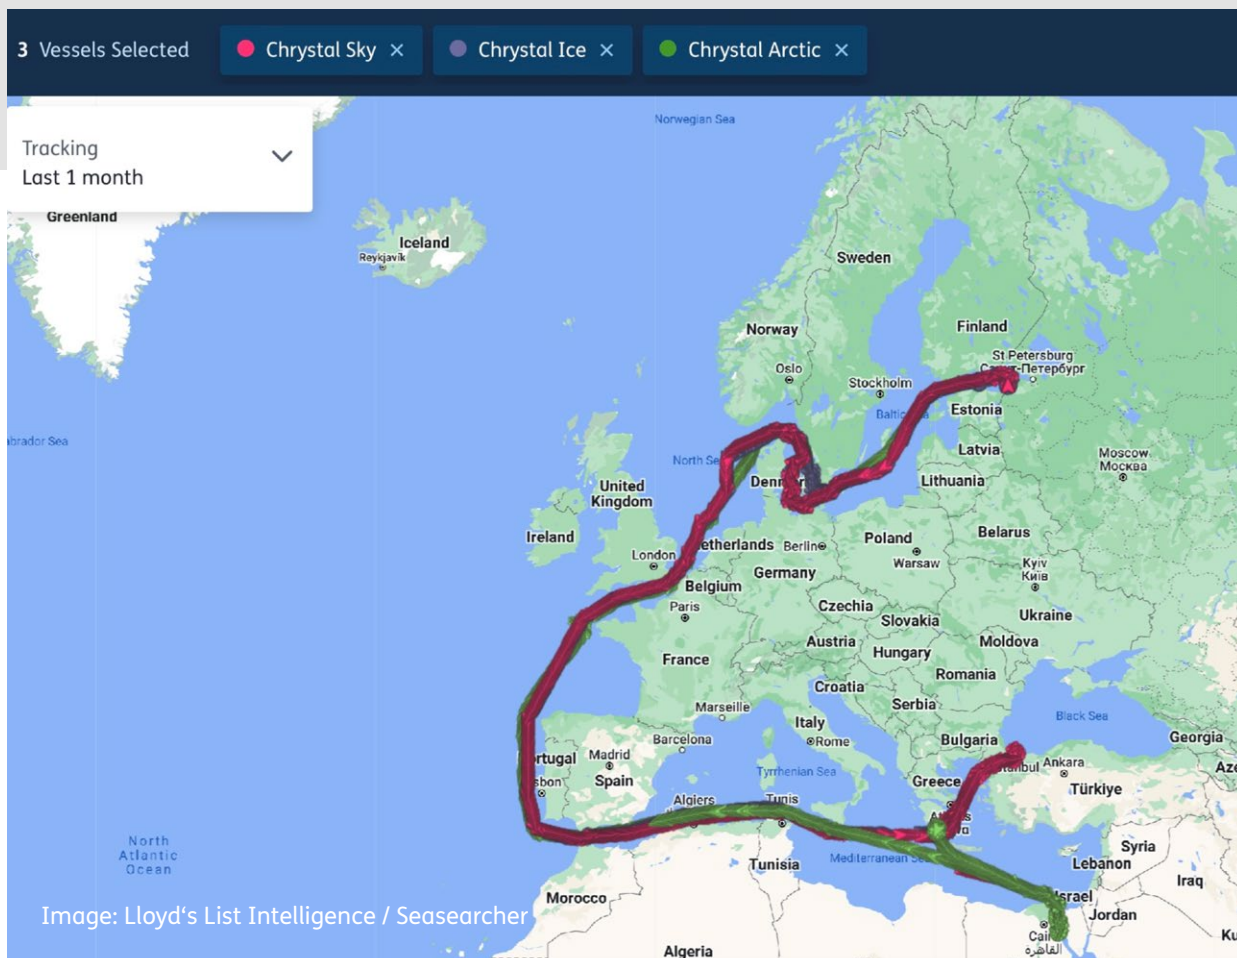 3 Vessels Selected
Chrystal Sky ×
Chrystal Ice ×
Chrystal Arctic ×
Tracking
Last 1 month
Norwegian Sea
Greenland
Iceland
Reykjavík
Sweden
Norway
Finland
Oslo
St Petersburg
Stockholm
Estonia
Latvia
Moscow
Москва
North
Lithuania
United
Kingdom
Ireland
Belarus
London
Berlin
Poland
Warsaw
Germany
Kyiv
Київ
Belgium
Paris
Czechia
Slovakia
Ukraine
Austria
Hungary
Moldova
France
Romania
Croatia
Serbia
Marseille
Italy
Black Sea
Barcelona
Rome
Bulgaria
Georgia
Madrid
Spain
Tyrrhenian Sea
Greece
Ankara
Türkiye
Algiers
Tunis
North
Atlantic
Ocean
Tunisia
Mediterranean
Syria
Lebanon
Iraq
Morocco
Jordan
Algeria
القاهرة
Image: Lloyd‘s List Intelligence / Seasearcher